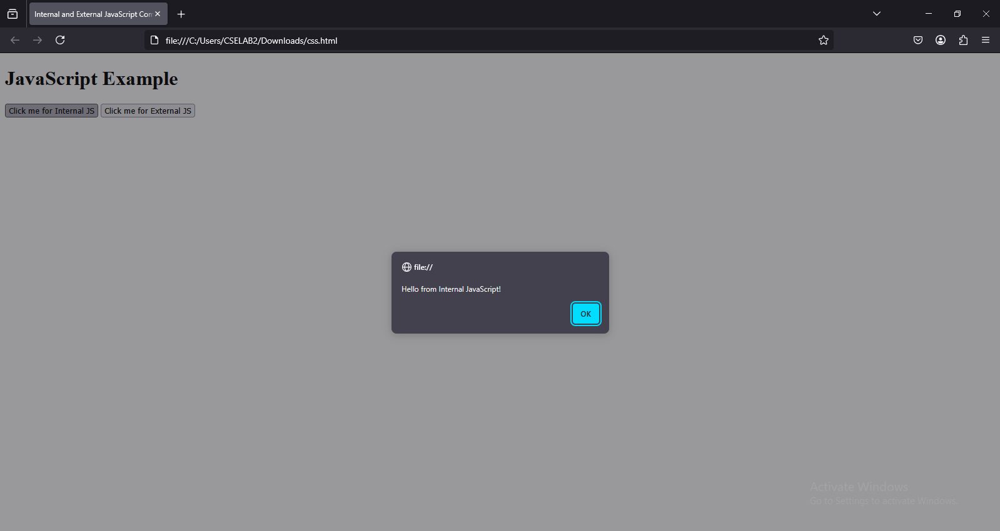 Internal and External JavaScript Con
file:///C:/Users/CSELAB2/Downloads/css.html
JavaScript Example
Click me for Internal JS Click me for External JS
file://
Hello from Internal JavaScript!
OK
Activate Windows
Go to Settings to activate Windows.